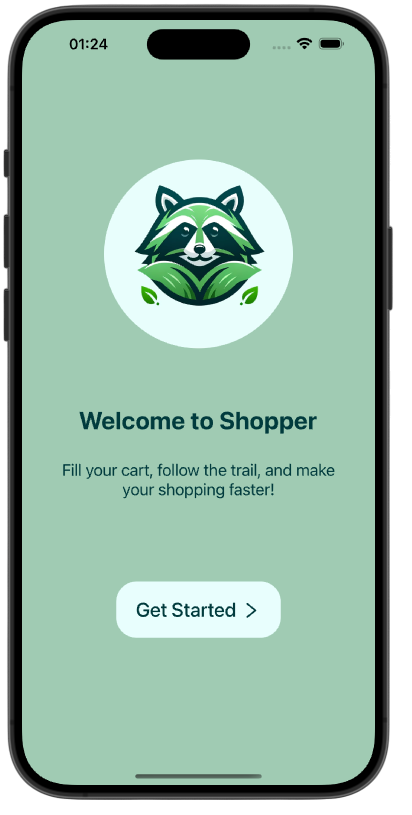 01:24
Welcome to Shopper
Fill your cart, follow the trail, and make
your shopping faster!
Get Started